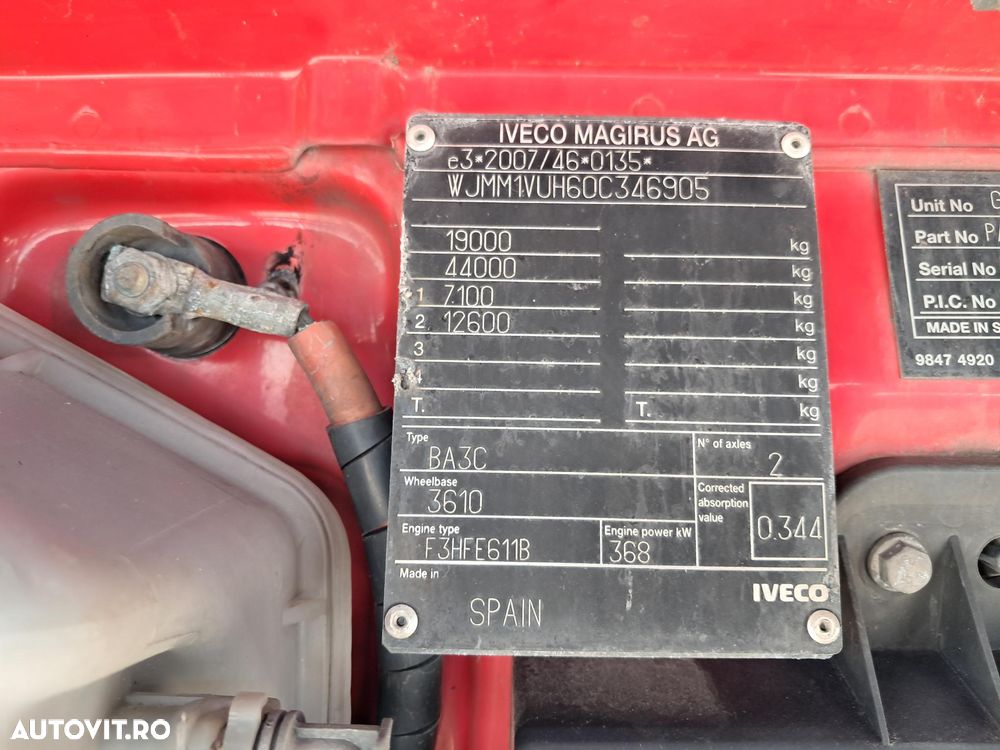 IVECO MAGIRUS AG
e3*2007/46*0135*
WJMM1VUH60C346905
19000 kg
44000 kg
1 7.100 kg
2 12600 kg
3 kg
4 kg
T. T. kg
Type
BA3C
N° of axles
2
Wheelbase
3610
Corrected
absorption
value
0.344
Engine type
F3HFE611B
Engine power kW
368
Made in
SPAIN
IVECO
Unit No
Part No
Serial No
P.I.C. No
MADE IN
9847 4920
AUTOVIT.RO